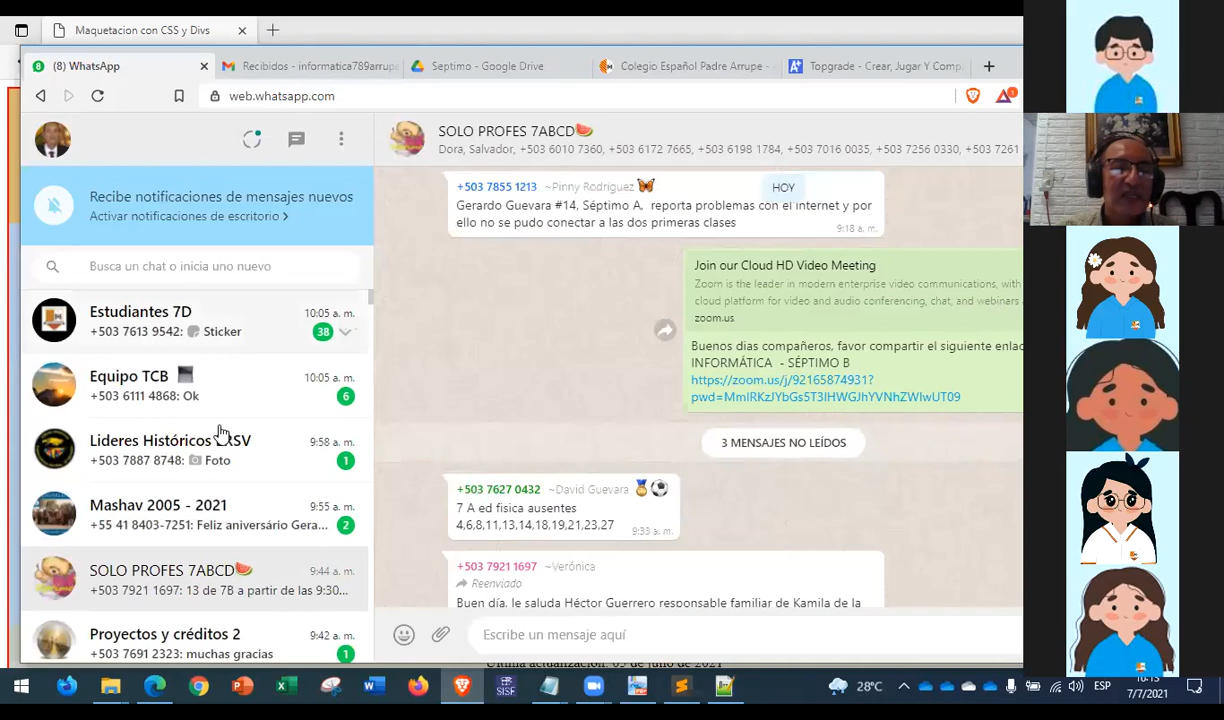 Maquetacion con CSS y Divs
(8) WhatsApp
Recibidos - informatica789arrupe
Septimo - Google Drive
Colegio Español Padre Arrupe -
Topgrade - Crear, Jugar Y Comp
web.whatsapp.com
1
SOLO PROFES 7ABCD🍉
Dora, Salvador, +503 6010 7360, +503 6172 7665, +503 6198 1784, +503 7016 0035, +503 7256 0330, +503 7261
Recibe notificaciones de mensajes nuevos
Activar notificaciones de escritorio >
Busca un chat o inicia uno nuevo
Estudiantes 7D
10:05 a. m.
+503 7613 9542: Sticker
38
Equipo TCB
10:05 a. m.
+503 6111 4868: Ok
6
Lideres Históricos
9:58 a. m.
+503 7887 8748: Foto
1
Mashav 2005 - 2021
9:55 a. m.
+55 41 8403-7251: Feliz aniversário Gera...
2
SOLO PROFES 7ABCD🍉
9:44 a. m.
+503 7921 1697: 13 de 7B a partir de las 9:30...
Proyectos y créditos 2
9:42 a. m.
+503 7691 2323: muchas gracias
1
HOY
+503 7855 1213 ~Pinny Rodriguez 🦋
Gerardo Guevara #14, Séptimo A, reporta problemas con el internet y por
ello no se pudo conectar a las dos primeras clases
9:18 a. m.
Join our Cloud HD Video Meeting
Zoom is the leader in modern enterprise video communications, with
cloud platform for video and audio conferencing, chat, and webinars
zoom.us
Buenos dias compañeros, favor compartir el siguiente enlac
INFORMÁTICA - SÉPTIMO B
https://zoom.us/j/92165874931?
pwd=MmlRKzJYbGs5T3lHWGJhYVNhZWIwUT09
3 MENSAJES NO LEÍDOS
+503 7627 0432 ~David Guevara 🏅⚽
7 A ed fisica ausentes
4,6,8,11,13,14,18,19,21,23,27
9:33 a. m.
+503 7921 1697 ~Verónica
Reenviado
Buen día, le saluda Héctor Guerrero responsable familiar de Kamila de la
Escribe un mensaje aquí
Última actualización: 05 de julio de 2021
SISF
28°C
ESP
10:15
7/7/2021